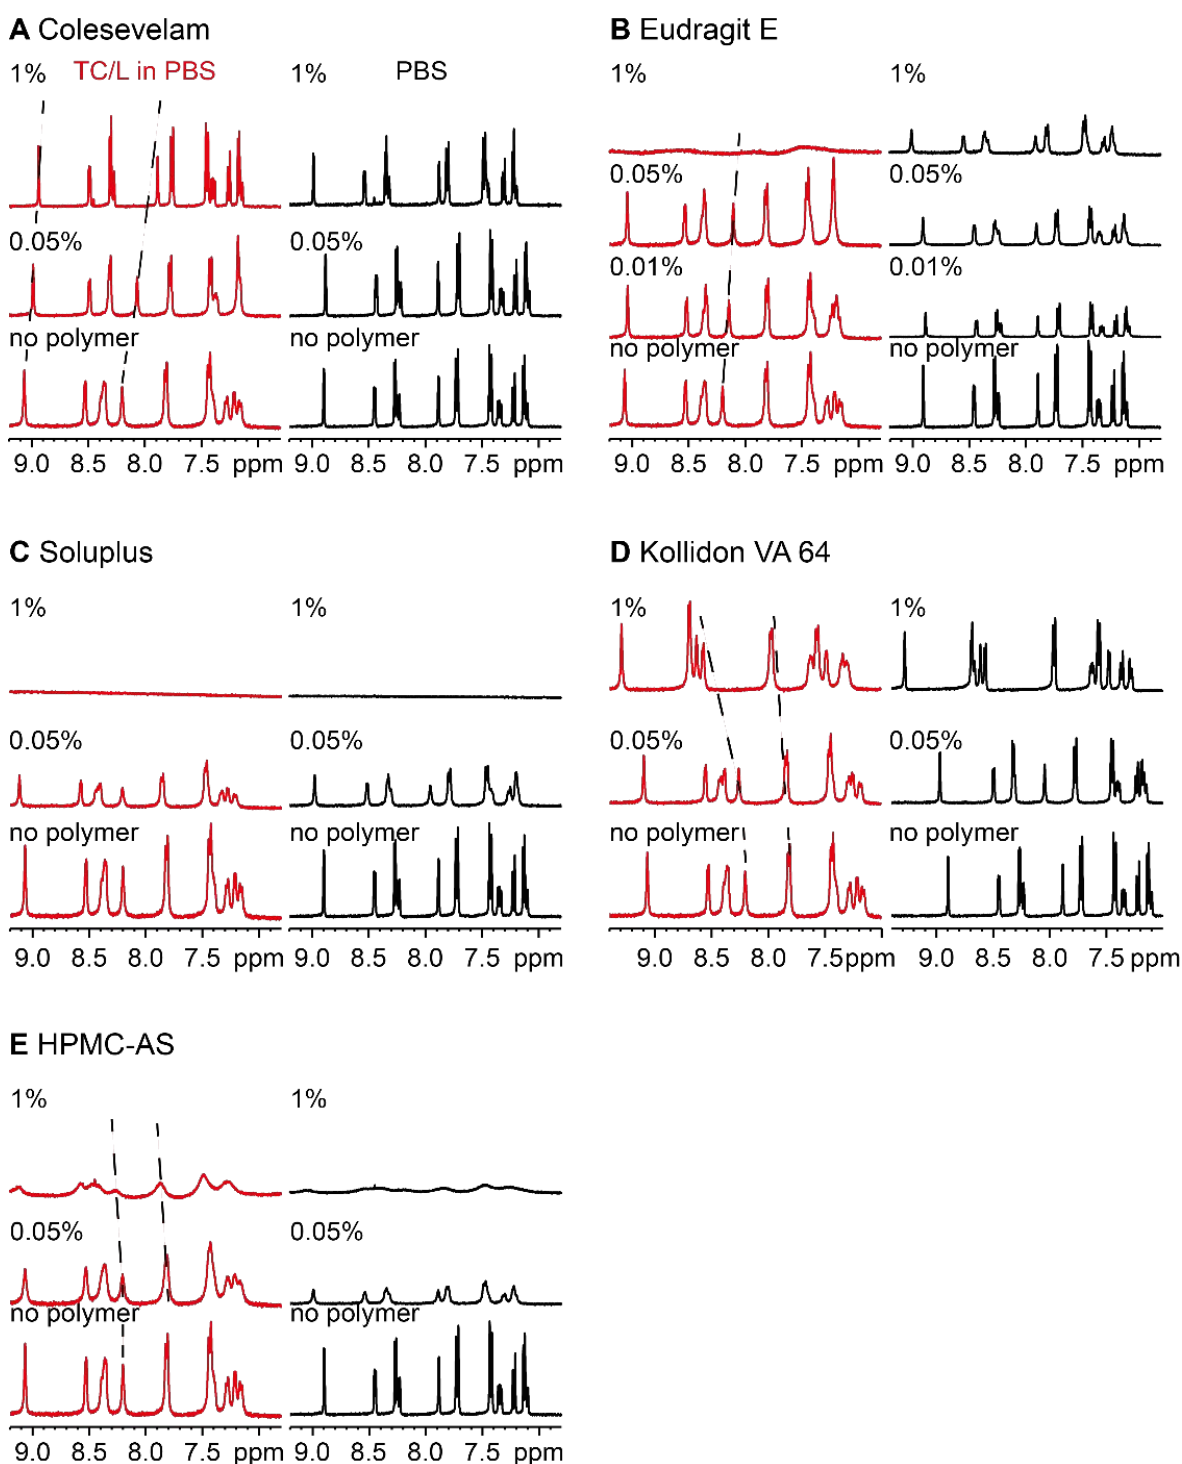 A Colesevelam
1% TC/L in PBS
1% PBS
0.05%
0.05%
no polymer
no polymer
9.0 8.5 8.0 7.5 ppm
9.0 8.5 8.0 7.5 ppm
B Eudragit E
1%
1%
0.05%
0.05%
0.01%
0.01%
no polymer
no polymer
9.0 8.5 8.0 7.5 ppm
9.0 8.5 8.0 7.5 ppm
C Soluplus
1%
1%
0.05%
0.05%
no polymer
no polymer
9.0 8.5 8.0 7.5 ppm
9.0 8.5 8.0 7.5 ppm
D Kollidon VA 64
1%
1%
0.05%
0.05%
no polymer
no polymer
9.0 8.5 8.0 7.5ppm
9.0 8.5 8.0 7.5 ppm
E HPMC-AS
1%
1%
0.05%
0.05%
no polymer
no polymer
9.0 8.5 8.0 7.5 ppm
9.0 8.5 8.0 7.5 ppm